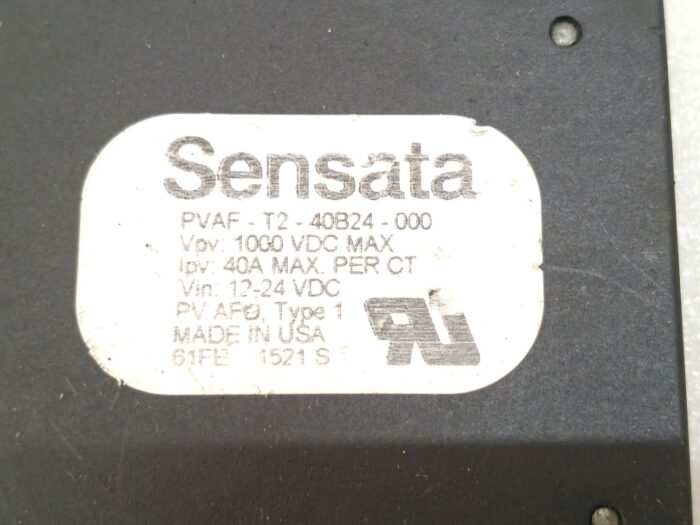 Sensata
PVAF - T2 - 40B24 - 000
Vpv: 1000 VDC MAX
Ipv: 40A MAX. PER CT
Vin: 12-24 VDC
PV AFD, Type 1
MADE IN USA
61FE 1521 S
RU